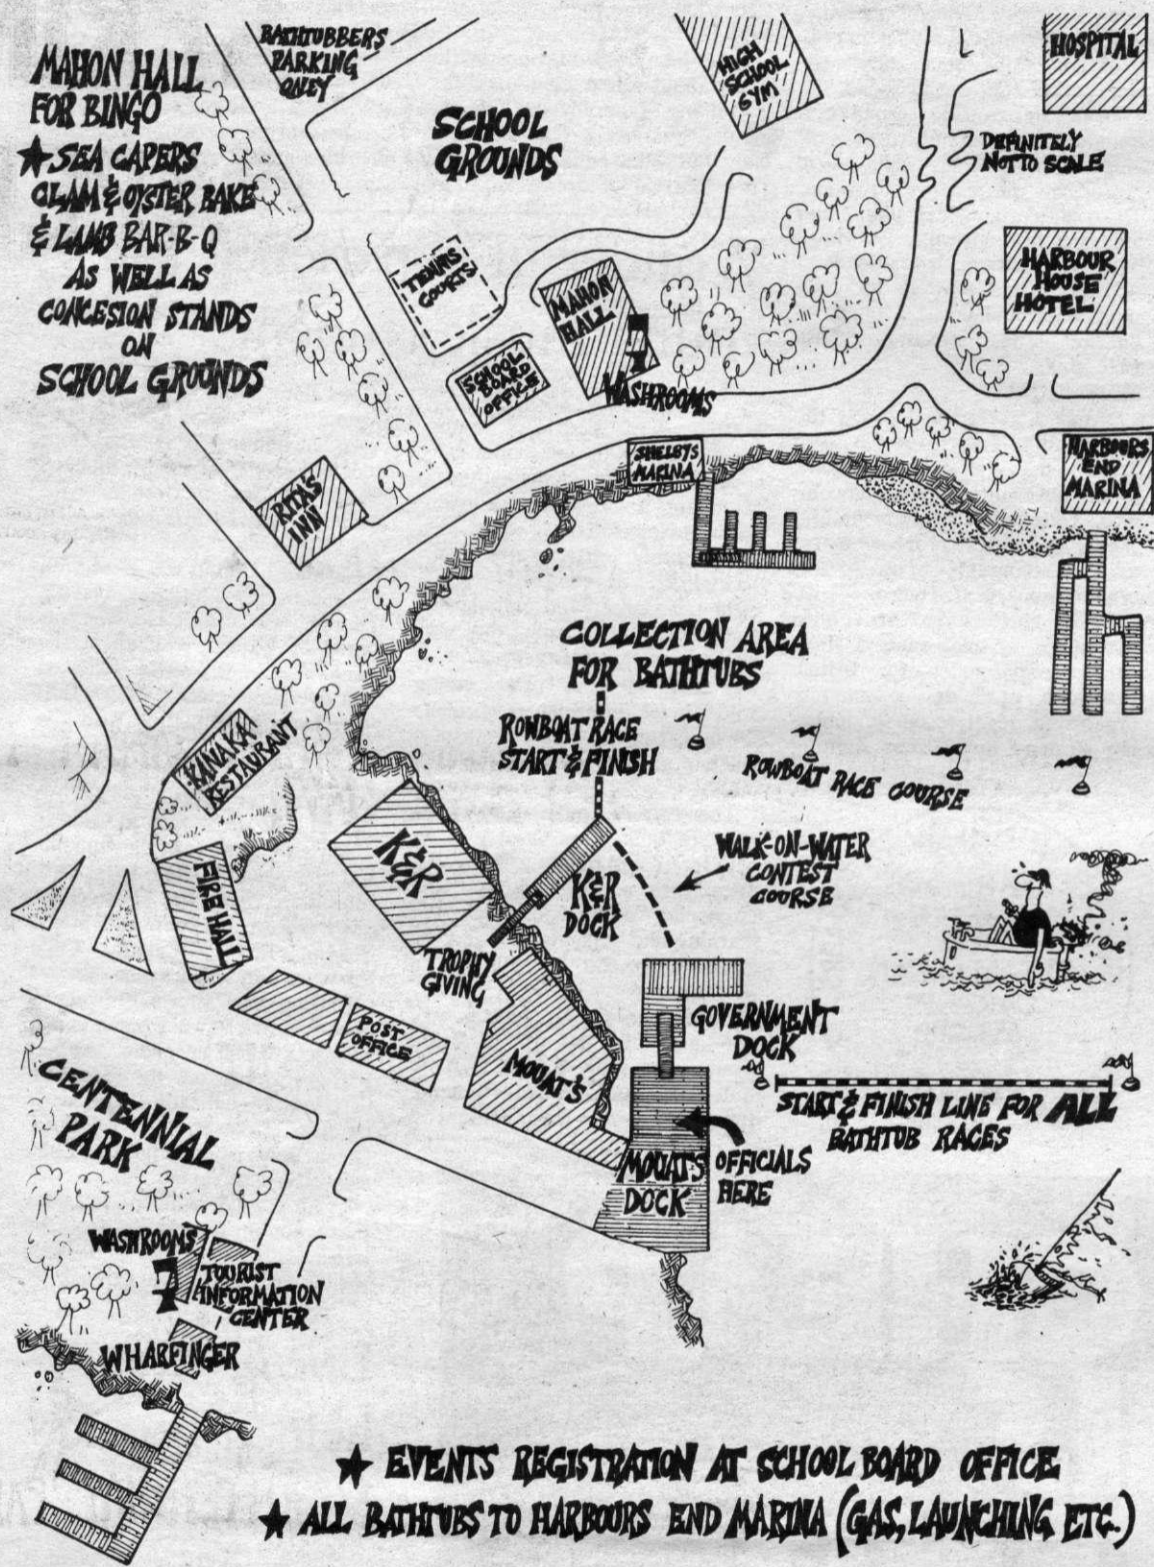 MAHON HALL
FOR BINGO
★ SEA CAPERS
CLAM & OYSTER BAKE
& LAMB BAR-B-Q
AS WELL AS
CONCESION STANDS
ON
SCHOOL GROUNDS
BATHTUBBERS
PARKING
ONLY
SCHOOL
GROUNDS
HIGH
SCHOOL
GYM
HOSPITAL
DEFINITELY
NOT TO SCALE
TENNIS
COURTS
MAHON
HALL
HARBOUR
HOUSE
HOTEL
SCHOOL
BOARD
OFFICE
WASHROOMS
SHELBYS
MARINA
HARBOURS
END
MARINA
RITA'S
INN
COLLECTION AREA
FOR BATHTUBS
ROWBOAT RACE
START & FINISH
ROWBOAT RACE COURSE
KANAKA
RESTAURANT
K&R
WALK-ON-WATER
CONTEST
COURSE
K&R
DOCK
FIRE HALL
TROPHY
GIVING
GOVERNMENT
DOCK
POST
OFFICE
MOUAT'S
CENTENNIAL
PARK
START & FINISH LINE FOR ALL
BATHTUB RACES
MOUAT'S
DOCK
OFFICIALS
HERE
WASHROOMS
TOURIST
INFORMATION
CENTER
WHARFINGER
★ EVENTS REGISTRATION AT SCHOOL BOARD OFFICE
★ ALL BATHTUBS TO HARBOURS END MARINA (GAS, LAUNCHING ETC.)